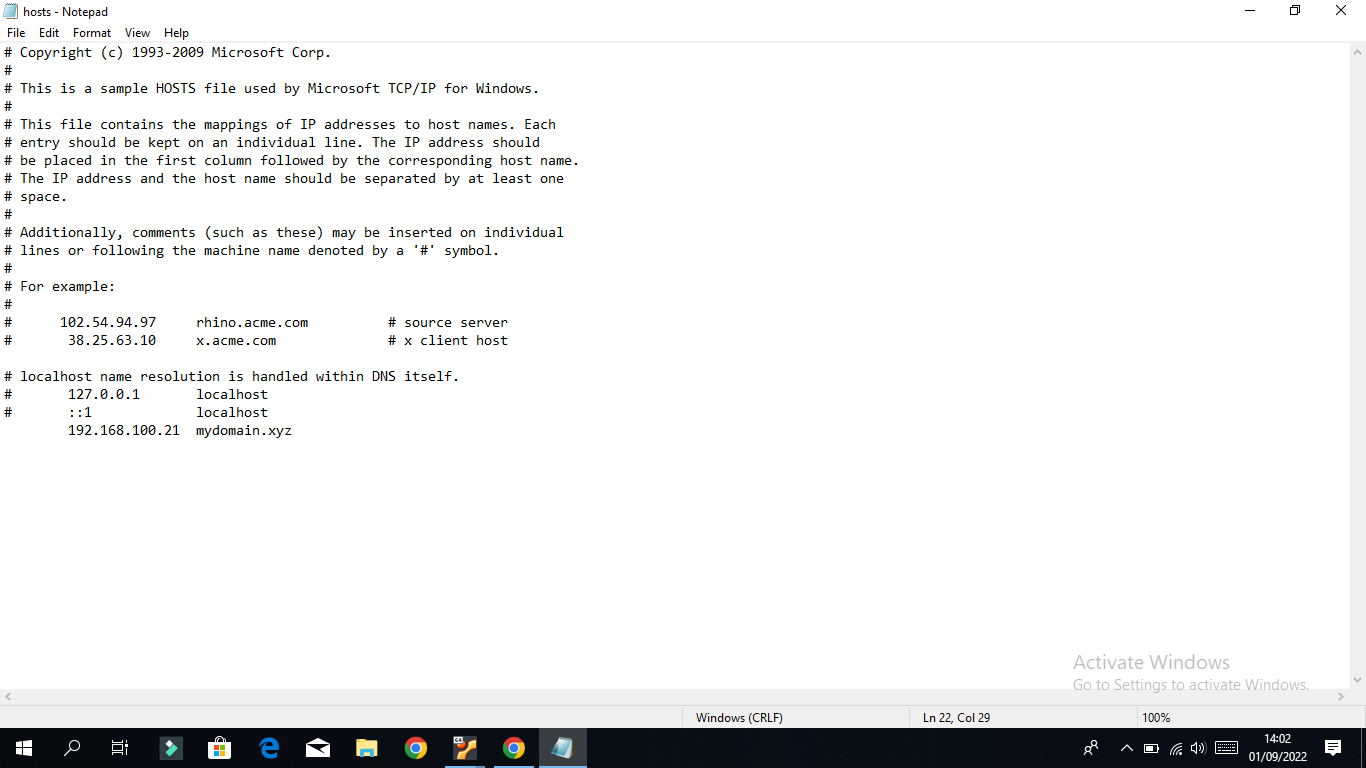 hosts - Notepad
File Edit Format View Help
# Copyright (c) 1993-2009 Microsoft Corp.
#
# This is a sample HOSTS file used by Microsoft TCP/IP for Windows.
#
# This file contains the mappings of IP addresses to host names. Each
# entry should be kept on an individual line. The IP address should
# be placed in the first column followed by the corresponding host name.
# The IP address and the host name should be separated by at least one
# space.
#
# Additionally, comments (such as these) may be inserted on individual
# lines or following the machine name denoted by a '#' symbol.
#
# For example:
#
#      102.54.94.97     rhino.acme.com          # source server
#       38.25.63.10     x.acme.com              # x client host
# localhost name resolution is handled within DNS itself.
#       127.0.0.1       localhost
#       ::1             localhost
        192.168.100.21  mydomain.xyz
Activate Windows
Go to Settings to activate Windows.
Windows (CRLF) Ln 22, Col 29 100%
64
14:02
01/09/2022